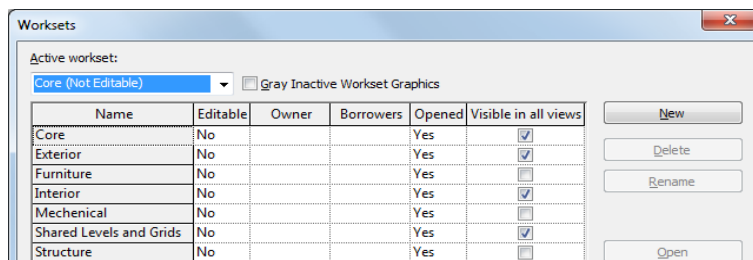 Worksets
Active workset:
Core (Not Editable) Gray Inactive Workset Graphics
Name Editable Owner Borrowers Opened Visible in all views New
Core No Yes
Exterior No Yes Delete
Furniture No Yes Rename
Interior No Yes
Mechenical No Yes
Shared Levels and Grids No Yes
Structure No Yes Open